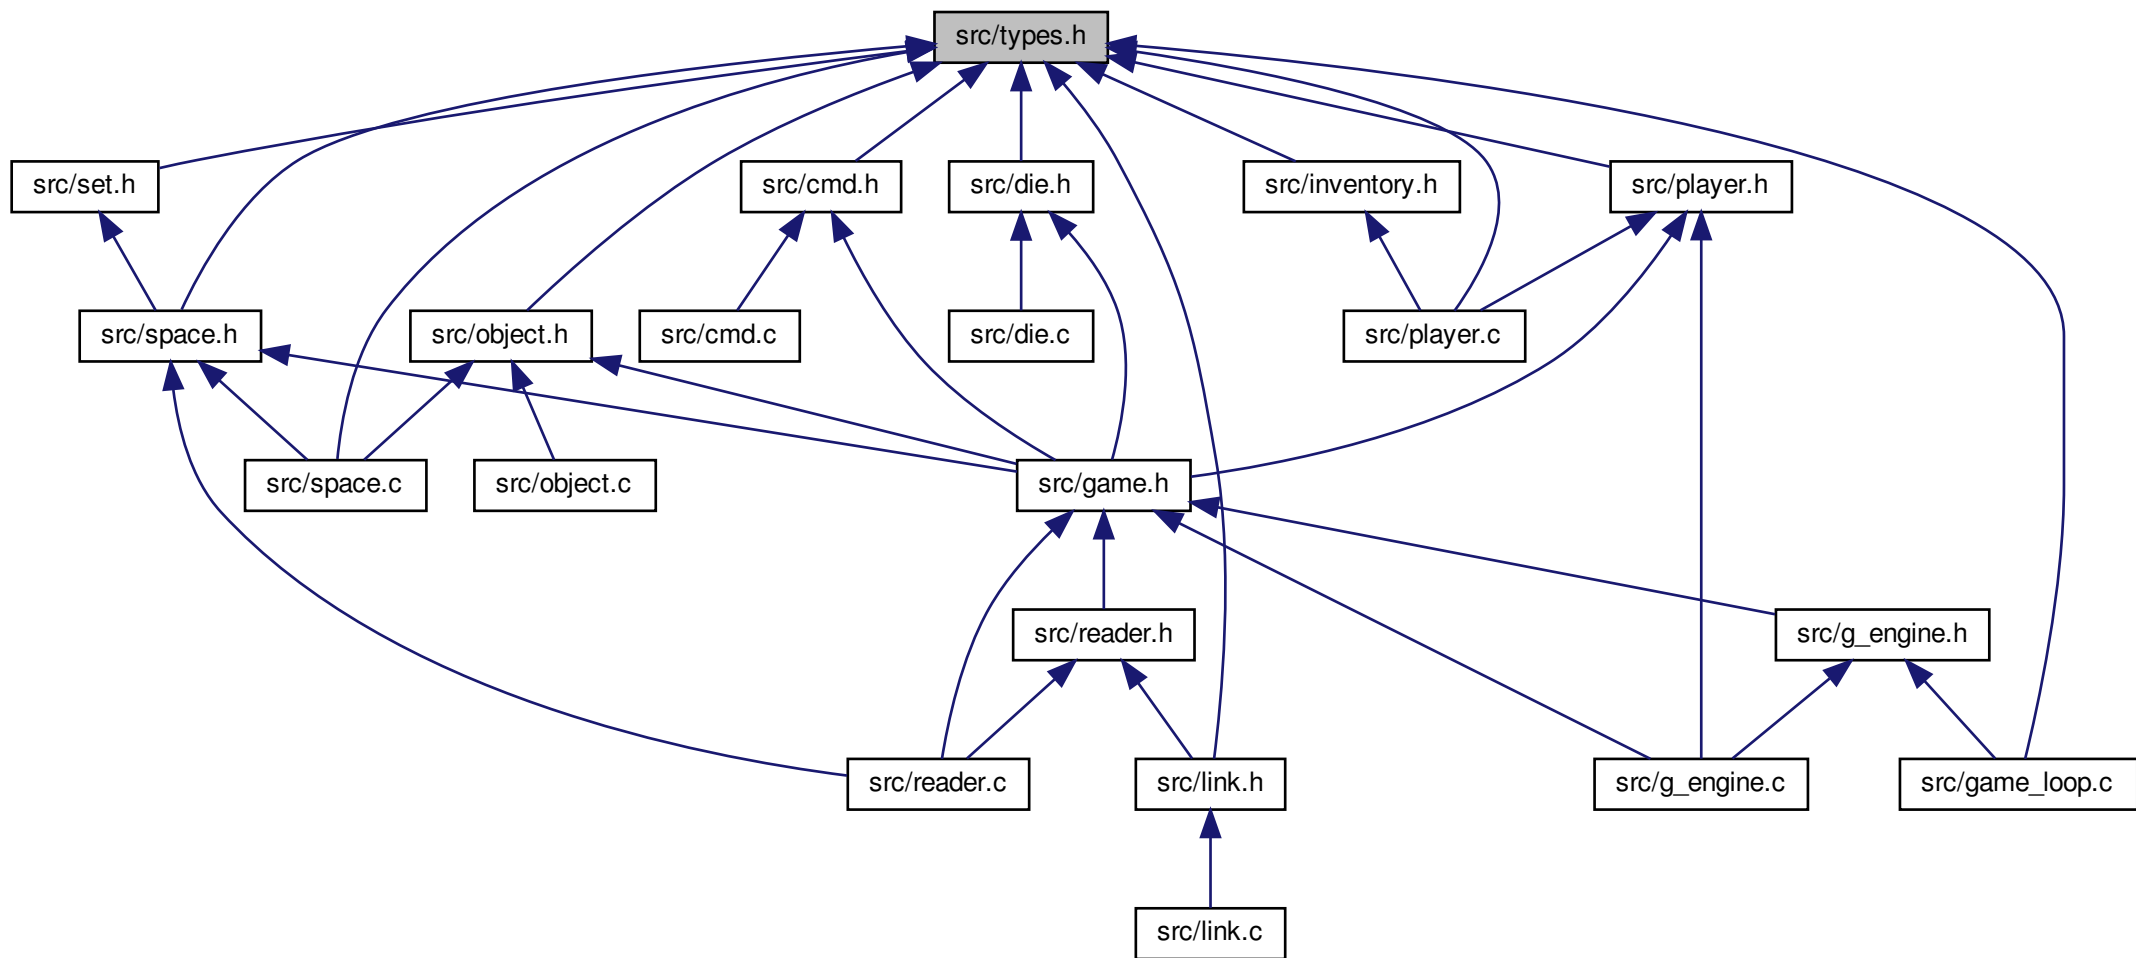 src/types.h
src/set.h
src/cmd.h
src/die.h
src/inventory.h
src/player.h
src/space.h
src/object.h
src/cmd.c
src/die.c
src/player.c
src/space.c
src/object.c
src/game.h
src/reader.h
src/g_engine.h
src/reader.c
src/link.h
src/g_engine.c
src/game_loop.c
src/link.c